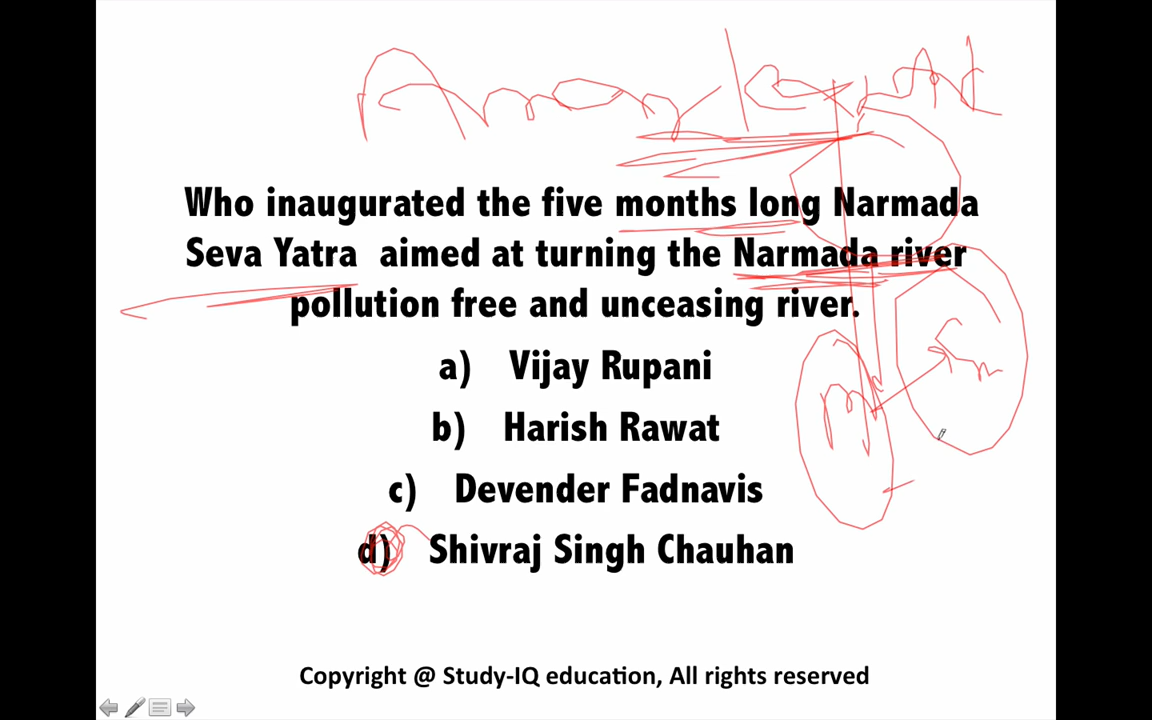 Amarkantak
Who inaugurated the five months long Narmada
Seva Yatra aimed at turning the Narmada river
pollution free and unceasing river.
a) Vijay Rupani
b) Harish Rawat
c) Devender Fadnavis
d) Shivraj Singh Chauhan
Copyright @ Study-IQ education, All rights reserved